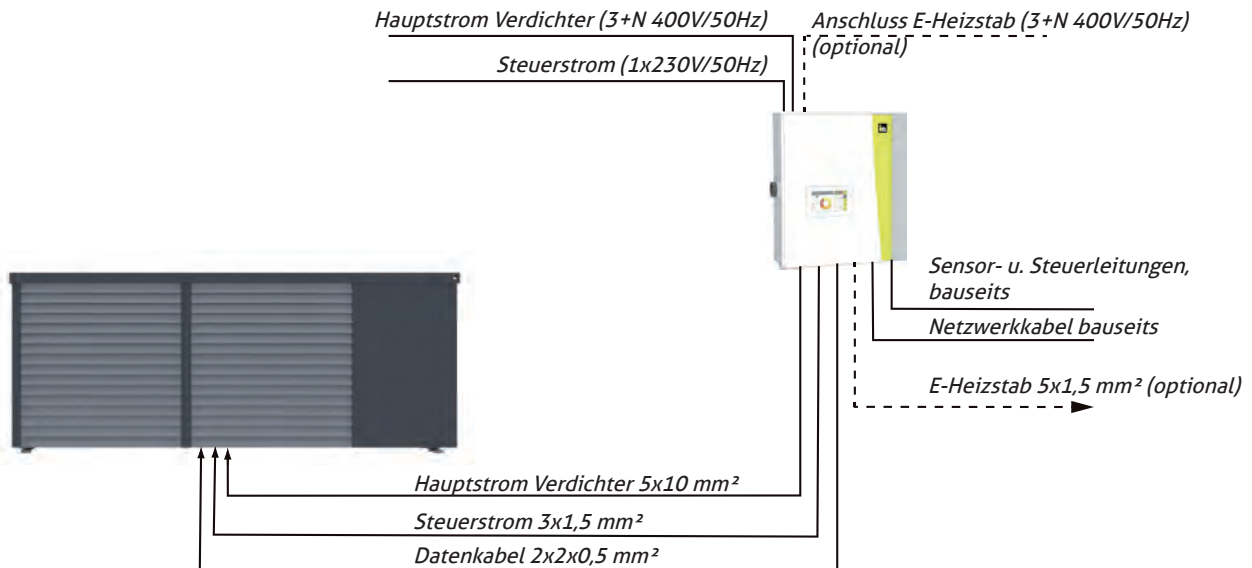 Hauptstrom Verdichter (3+N 400V/50Hz)
Anschluss E-Heizstab (3+N 400V/50Hz)
(optional)
Steuerstrom (1x230V/50Hz)
Sensor- u. Steuerleitungen,
bauseits
Netzwerkkabel bauseits
E-Heizstab 5x1,5 mm² (optional)
Hauptstrom Verdichter 5x10 mm²
Steuerstrom 3x1,5 mm²
Datenkabel 2x2x0,5 mm²